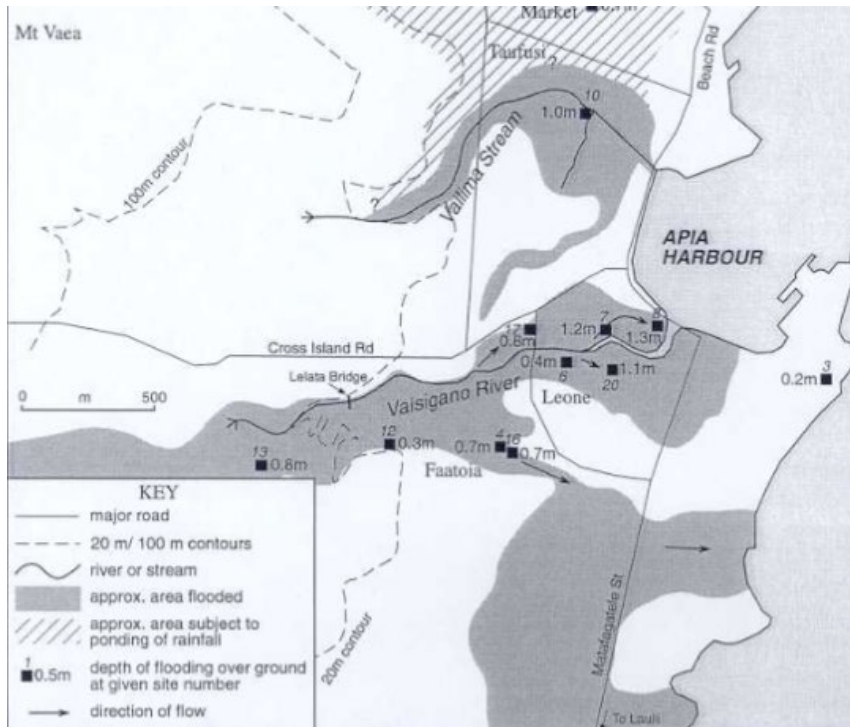 Market
Mt Vaea
Taufusi
?
Beach Rd
10
1.0m
100m contour
Vailima Stream
?
APIA
HARBOUR
17
0.8m
7
1.2m
1.3m
Cross Island Rd
Lelata Bridge
0.4m
6
1.1m
20
3
0.2m
0 m 500
Vaisigano River
Leone
12
0.3m
4
0.7m
16
0.7m
13
0.8m
Faatoia
KEY
major road
20 m/ 100 m contours
river or stream
approx. area flooded
approx. area subject to
ponding of rainfall
1
0.5m
depth of flooding over ground
at given site number
direction of flow
20m contour
Matafagatele St
To Lauli